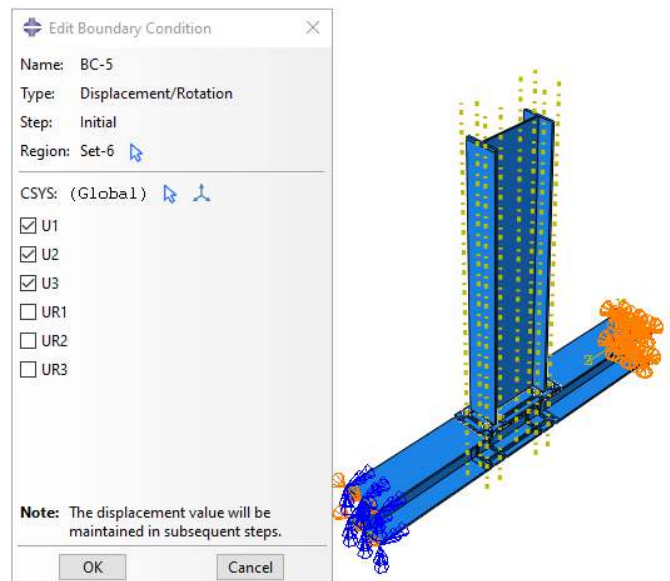 Edit Boundary Condition
Name: BC-5
Type: Displacement/Rotation
Step: Initial
Region: Set-6
CSYS: (Global)
U1
U2
U3
UR1
UR2
UR3
Note: The displacement value will be
maintained in subsequent steps.
OK Cancel